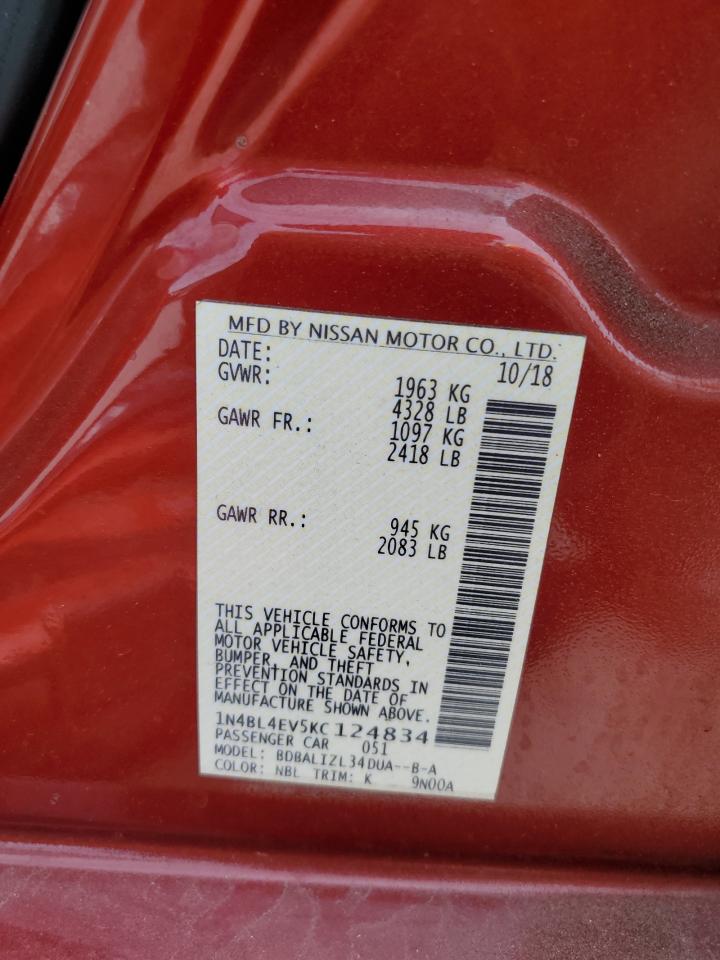 MFD BY NISSAN MOTOR CO., LTD.
DATE: 10/18
GVWR: 1963 KG
4328 LB
GAWR FR.: 1097 KG
2418 LB
GAWR RR.: 945 KG
2083 LB
THIS VEHICLE CONFORMS TO
ALL APPLICABLE FEDERAL
MOTOR VEHICLE SAFETY,
BUMPER, AND THEFT
PREVENTION STANDARDS IN
EFFECT ON THE DATE OF
MANUFACTURE SHOWN ABOVE.
1N4BL4EV5KC124834
PASSENGER CAR 051
MODEL: BDBALIZL34DUA--B-A
COLOR: NBL TRIM: K 9N00A